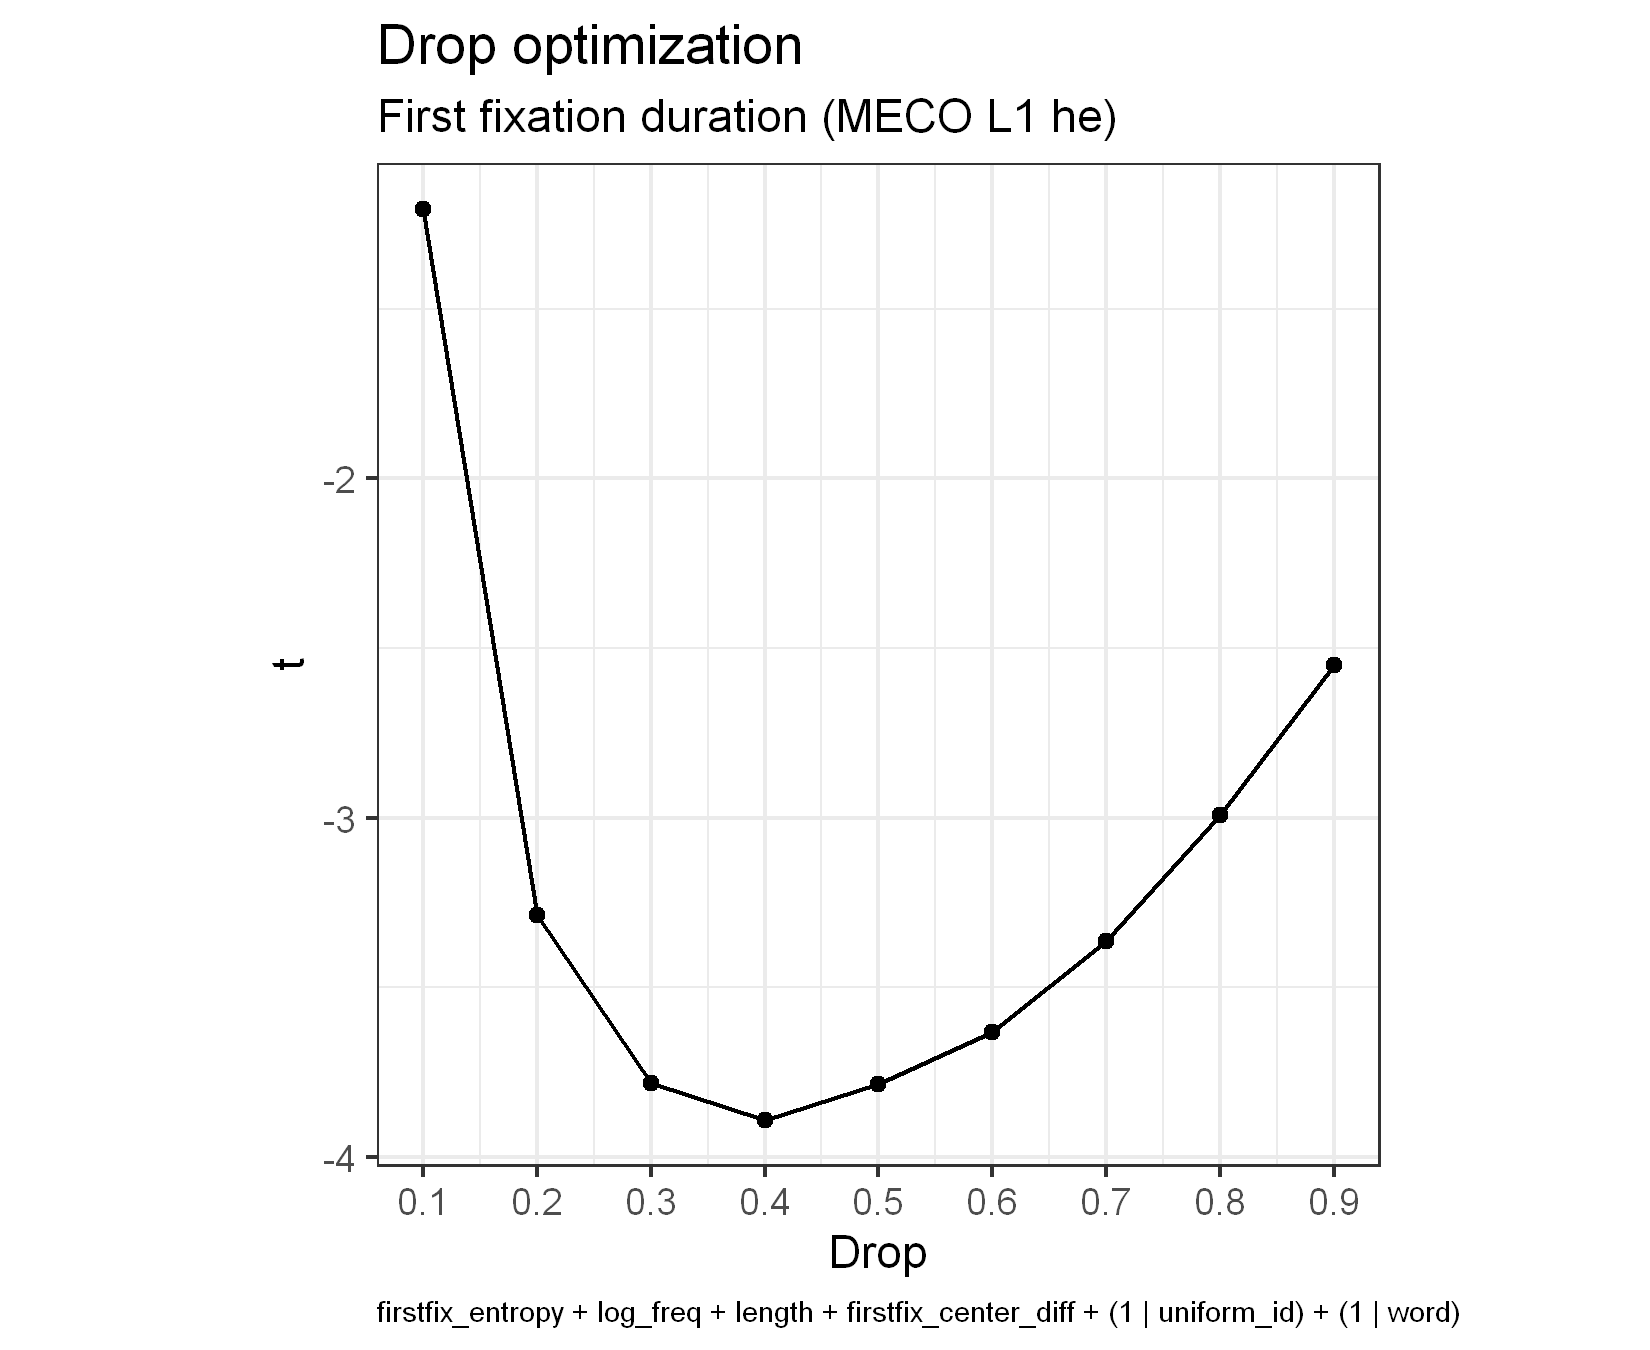 Drop optimization
First fixation duration (MECO L1 he)
-2
-3
-4
t
0.1 0.2 0.3 0.4 0.5 0.6 0.7 0.8 0.9
Drop
firstfix_entropy + log_freq + length + firstfix_center_diff + (1 | uniform_id) + (1 | word)